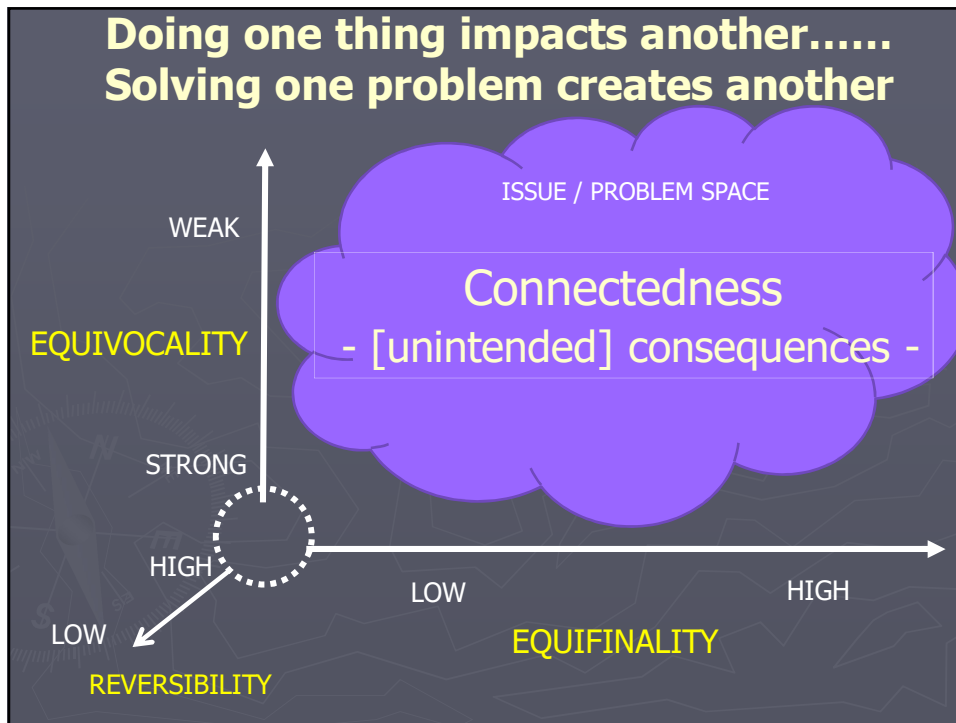 Doing one thing impacts another……
Solving one problem creates another
ISSUE / PROBLEM SPACE
WEAK
Connectedness
EQUIVOCALITY
- [unintended] consequences -
STRONG
N
E
HIGH
LOW
HIGH
S
SE
LOW
EQUIFINALITY
REVERSIBILITY